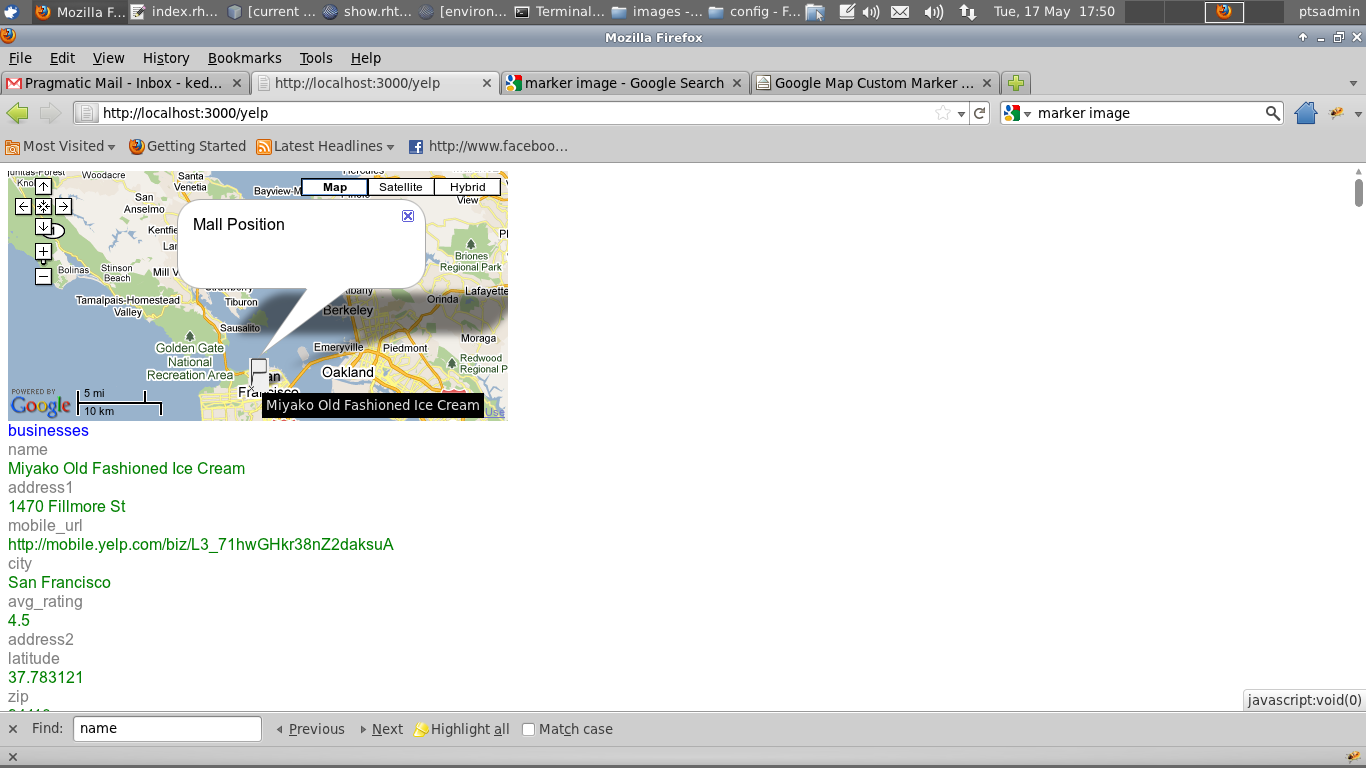 Mozilla F... index.rh... [current ... show.rht... [environ... Terminal... images -... config - F... Tue, 17 May 17:50 ptsadmin
Mozilla Firefox
File Edit View History Bookmarks Tools Help
Pragmatic Mail - Inbox - ked... http://localhost:3000/yelp marker image - Google Search Google Map Custom Marker ...
http://localhost:3000/yelp marker image
Most Visited Getting Started Latest Headlines http://www.faceboo...
Woodacre
Santa Venetia
Bayview-M
Map Satellite Hybrid
San Anselmo
View
Mall Position
Kentfie
Briones Regional Park
Bolinas
Stinson Beach
Mill V
Tamalpais-Homestead Valley
Tiburon
Orinda
Lafayette
Berkeley
Sausalito
Moraga
Golden Gate National Recreation Area
Emeryville
Piedmont
Redwood Regional P
Oakland
San Francisco
POWERED BY
Google
5 mi
10 km
Miyako Old Fashioned Ice Cream
Use
businesses
name
Miyako Old Fashioned Ice Cream
address1
1470 Fillmore St
mobile_url
http://mobile.yelp.com/biz/L3_71hwGHkr38nZ2daksuA
city
San Francisco
avg_rating
4.5
address2
latitude
37.783121
zip
javascript:void(0)
Find: name Previous Next Highlight all Match case